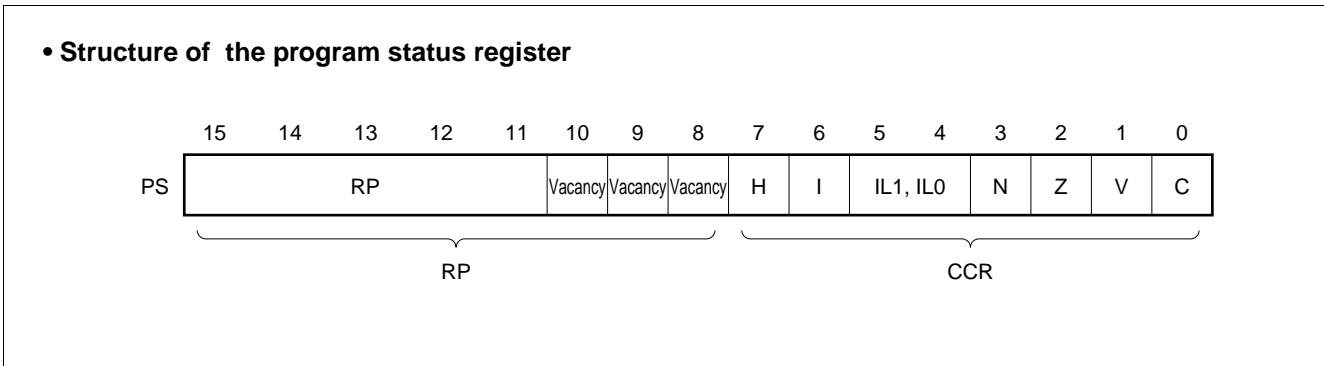 • Structure of the program status register
15 14 13 12 11 10 9 8 7 6 5 4 3 2 1 0
PS RP Vacancy Vacancy Vacancy H I IL1, IL0 N Z V C
RP CCR